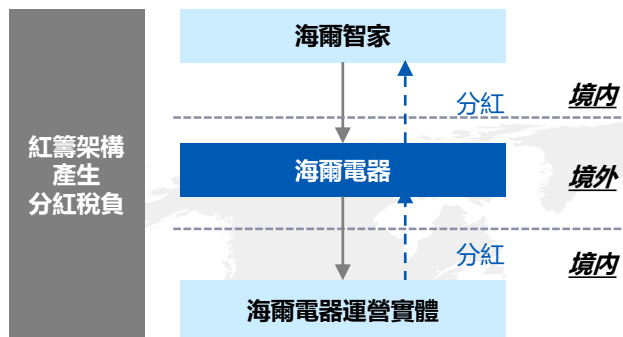 紅籌架構
產生
分紅稅負
海爾智家
分紅
境內
海爾電器
境外
分紅
境內
海爾電器運營實體